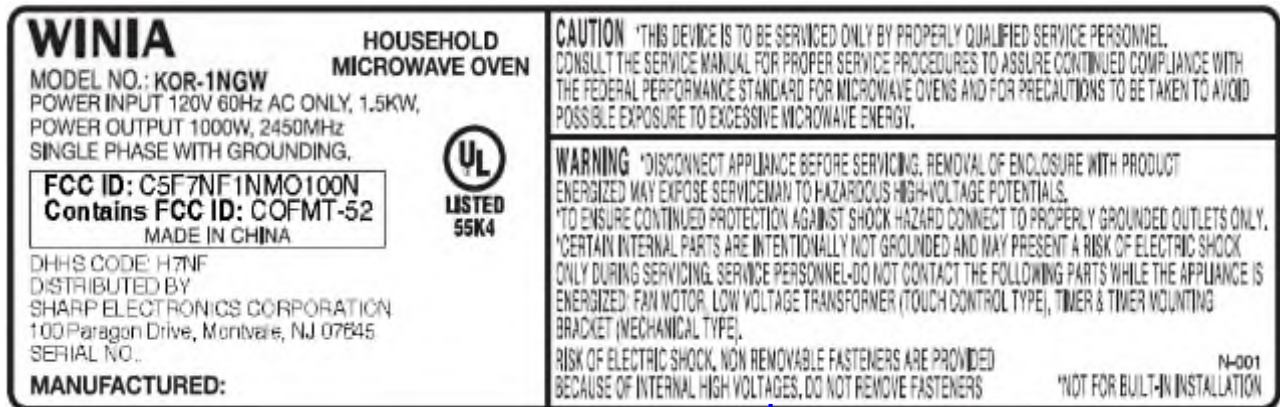 WINIA
HOUSEHOLD
MICROWAVE OVEN
MODEL NO.: KOR-1NGW
POWER INPUT 120V 60Hz AC ONLY, 1.5KW,
POWER OUTPUT 1000W, 2450MHz
SINGLE PHASE WITH GROUNDING.
FCC ID: C5F7NF1NMO100N
Contains FCC ID: COFMT-52
MADE IN CHINA
UL
LISTED
55K4
DHHS CODE: H7NF
DISTRIBUTED BY
SHARP ELECTRONICS CORPORATION
100 Paragon Drive, Montvale, NJ 07645
SERIAL NO.:
MANUFACTURED:
CAUTION *THIS DEVICE IS TO BE SERVICED ONLY BY PROPERLY QUALIFIED SERVICE PERSONNEL.
CONSULT THE SERVICE MANUAL FOR PROPER SERVICE PROCEDURES TO ASSURE CONTINUED COMPLIANCE WITH
THE FEDERAL PERFORMANCE STANDARD FOR MICROWAVE OVENS AND FOR PRECAUTIONS TO BE TAKEN TO AVOID
POSSIBLE EXPOSURE TO EXCESSIVE MICROWAVE ENERGY.
WARNING *DISCONNECT APPLIANCE BEFORE SERVICING. REMOVAL OF ENCLOSURE WITH PRODUCT
ENERGIZED MAY EXPOSE SERVICEMAN TO HAZARDOUS HIGH-VOLTAGE POTENTIALS.
*TO ENSURE CONTINUED PROTECTION AGAINST SHOCK HAZARD CONNECT TO PROPERLY GROUNDED OUTLETS ONLY.
*CERTAIN INTERNAL PARTS ARE INTENTIONALLY NOT GROUNDED AND MAY PRESENT A RISK OF ELECTRIC SHOCK
ONLY DURING SERVICING. SERVICE PERSONNEL-DO NOT CONTACT THE FOLLOWING PARTS WHILE THE APPLIANCE IS
ENERGIZED: FAN MOTOR, LOW VOLTAGE TRANSFORMER (TOUCH CONTROL TYPE), TIMER & TIMER MOUNTING
BRACKET (MECHANICAL TYPE).
RISK OF ELECTRIC SHOCK, NON REMOVABLE FASTENERS ARE PROVIDED
BECAUSE OF INTERNAL HIGH VOLTAGES, DO NOT REMOVE FASTENERS
N-001
*NOT FOR BUILT-IN INSTALLATION